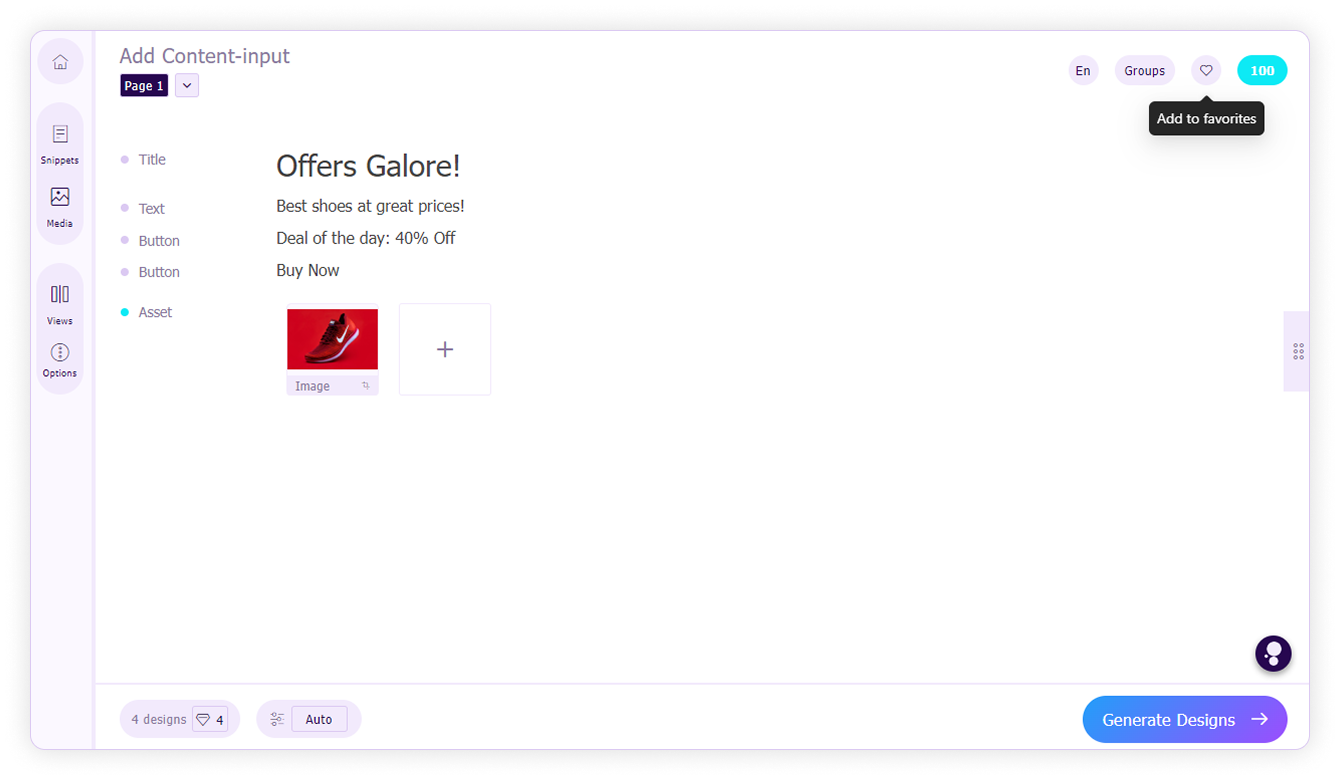 Add Content-input
Page 1
En
Groups
100
Add to favorites
Snippets
Media
Views
Options
Title
Offers Galore!
Text
Best shoes at great prices!
Button
Deal of the day: 40% Off
Button
Buy Now
Asset
Image
4 designs
4
Auto
Generate Designs